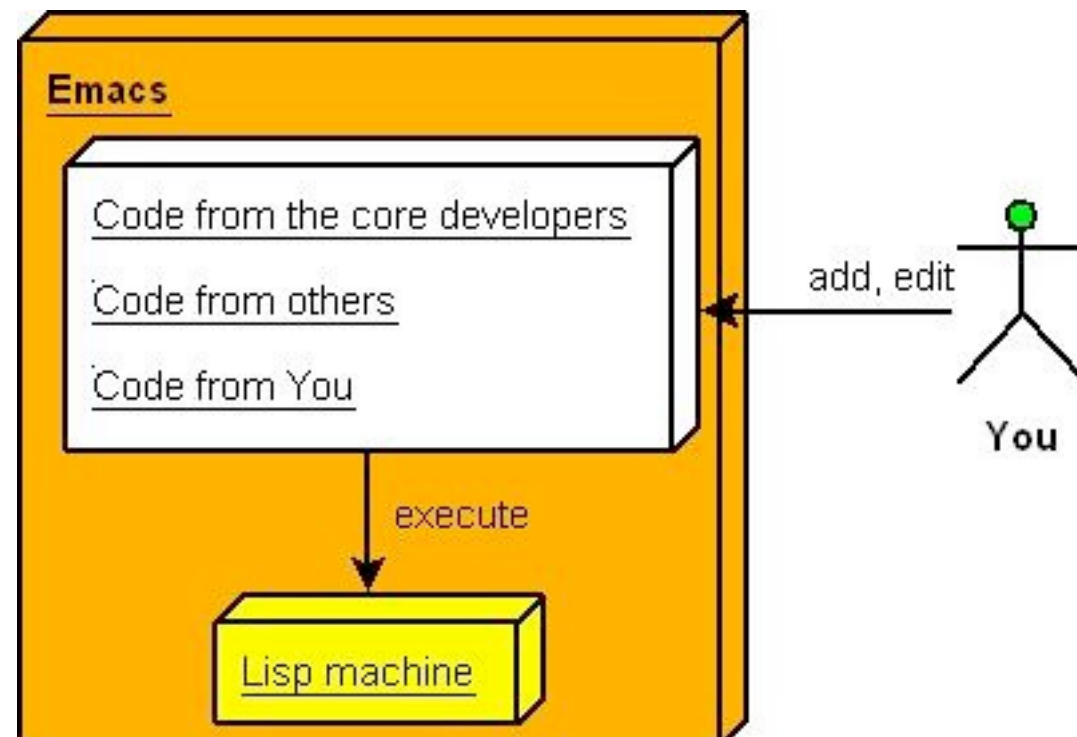 Emacs
Code from the core developers
Code from others
Code from You
add, edit
You
execute
Lisp machine